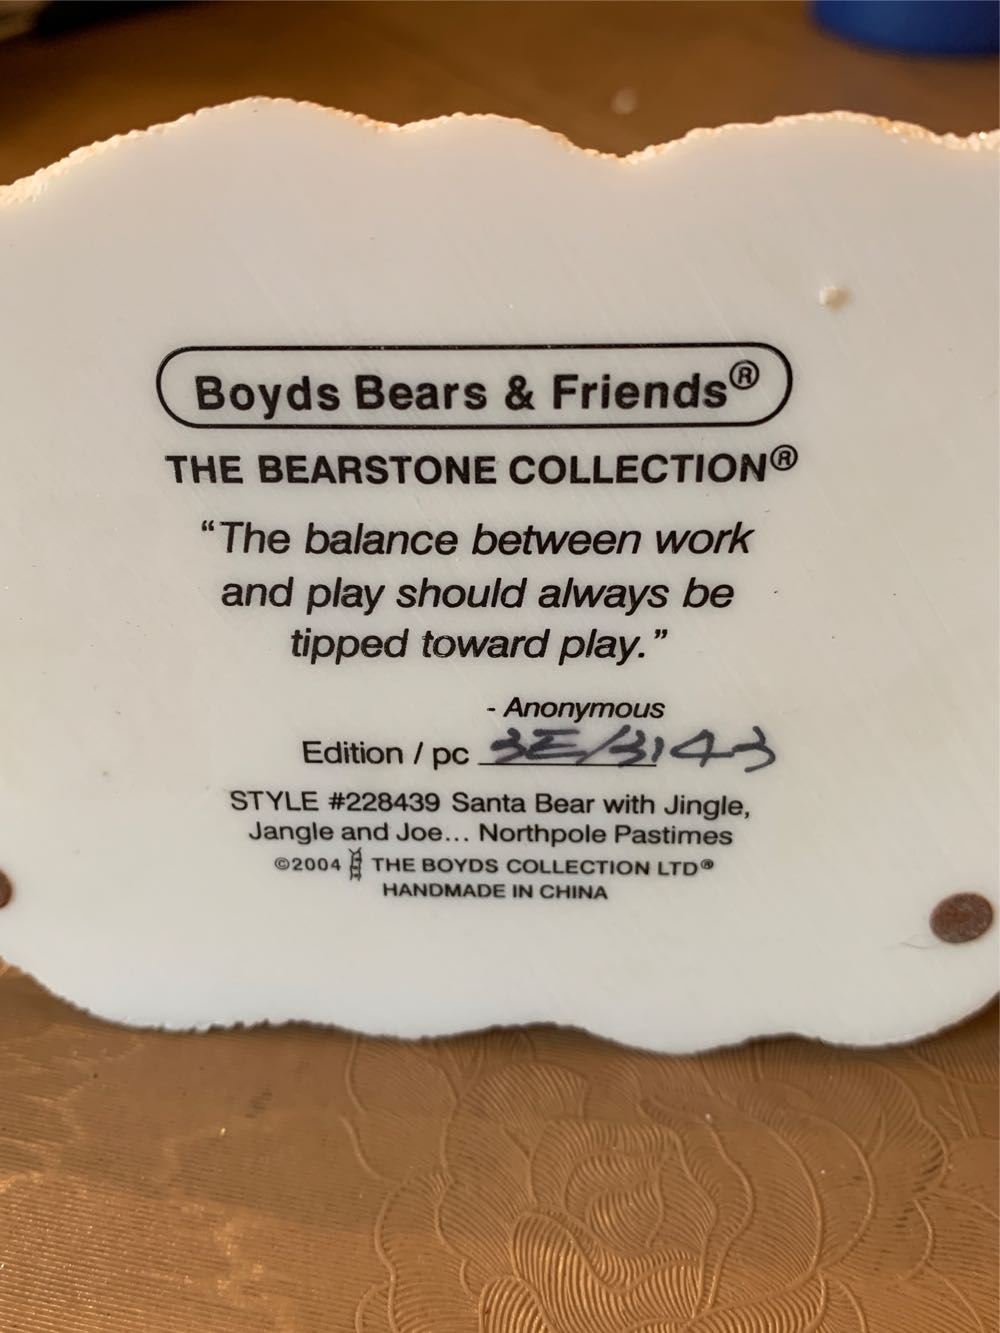 Boyds Bears & Friends®
THE BEARSTONE COLLECTION®
“The balance between work
and play should always be
tipped toward play.”
- Anonymous
Edition / pc 3E/3143
STYLE #228439 Santa Bear with Jingle,
Jangle and Joe... Northpole Pastimes
©2004 THE BOYDS COLLECTION LTD®
HANDMADE IN CHINA